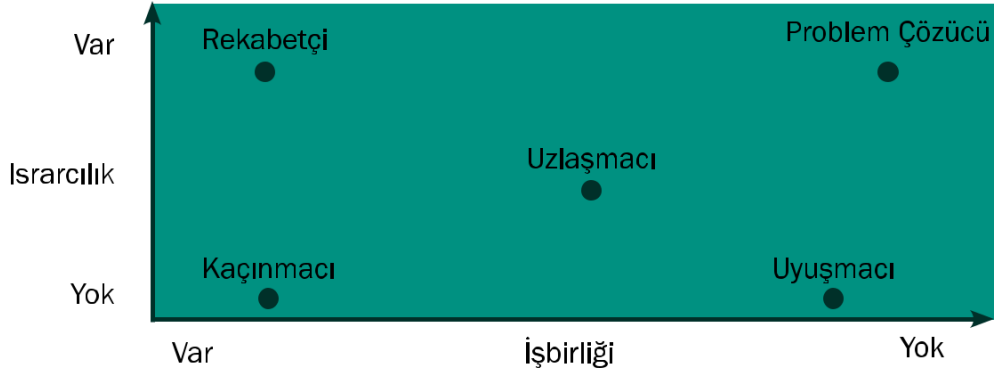 Var
Rekabetçi
Problem Çözücü
Israrcılık
Uzlaşmacı
Kaçınmacı
Uyuşmacı
Yok
Var
İşbirliği
Yok